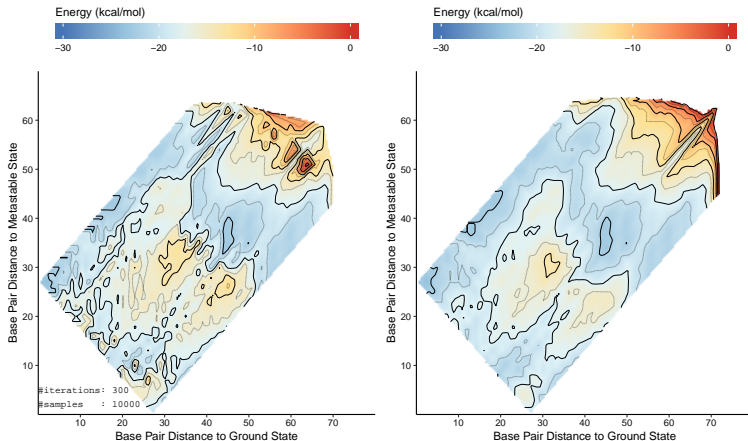 Energy (kcal/mol)
−30 −20 −10 0
Base Pair Distance to Metastable State
60
50
40
30
20
10
#iterations: 300
#samples : 10000
10 20 30 40 50 60 70
Base Pair Distance to Ground State
Energy (kcal/mol)
−30 −20 −10 0
Base Pair Distance to Metastable State
60
50
40
30
20
10
10 20 30 40 50 60 70
Base Pair Distance to Ground State